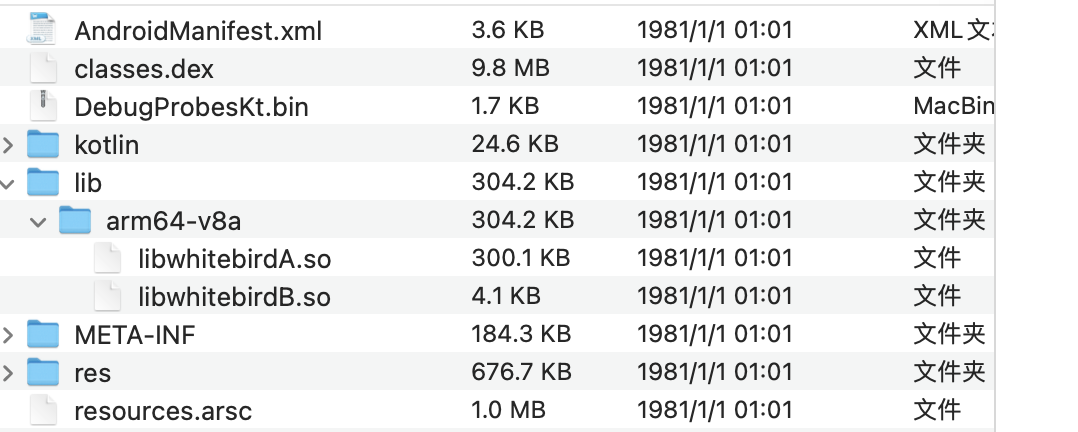 AndroidManifest.xml 3.6 KB 1981/1/1 01:01 XML 文
classes.dex 9.8 MB 1981/1/1 01:01 文件
DebugProbesKt.bin 1.7 KB 1981/1/1 01:01 MacBin
kotlin 24.6 KB 1981/1/1 01:01 文件夹
lib 304.2 KB 1981/1/1 01:01 文件夹
arm64-v8a 304.2 KB 1981/1/1 01:01 文件夹
libwhitebirdA.so 300.1 KB 1981/1/1 01:01 文件
libwhitebirdB.so 4.1 KB 1981/1/1 01:01 文件
META-INF 184.3 KB 1981/1/1 01:01 文件夹
res 676.7 KB 1981/1/1 01:01 文件夹
resources.arsc 1.0 MB 1981/1/1 01:01 文件